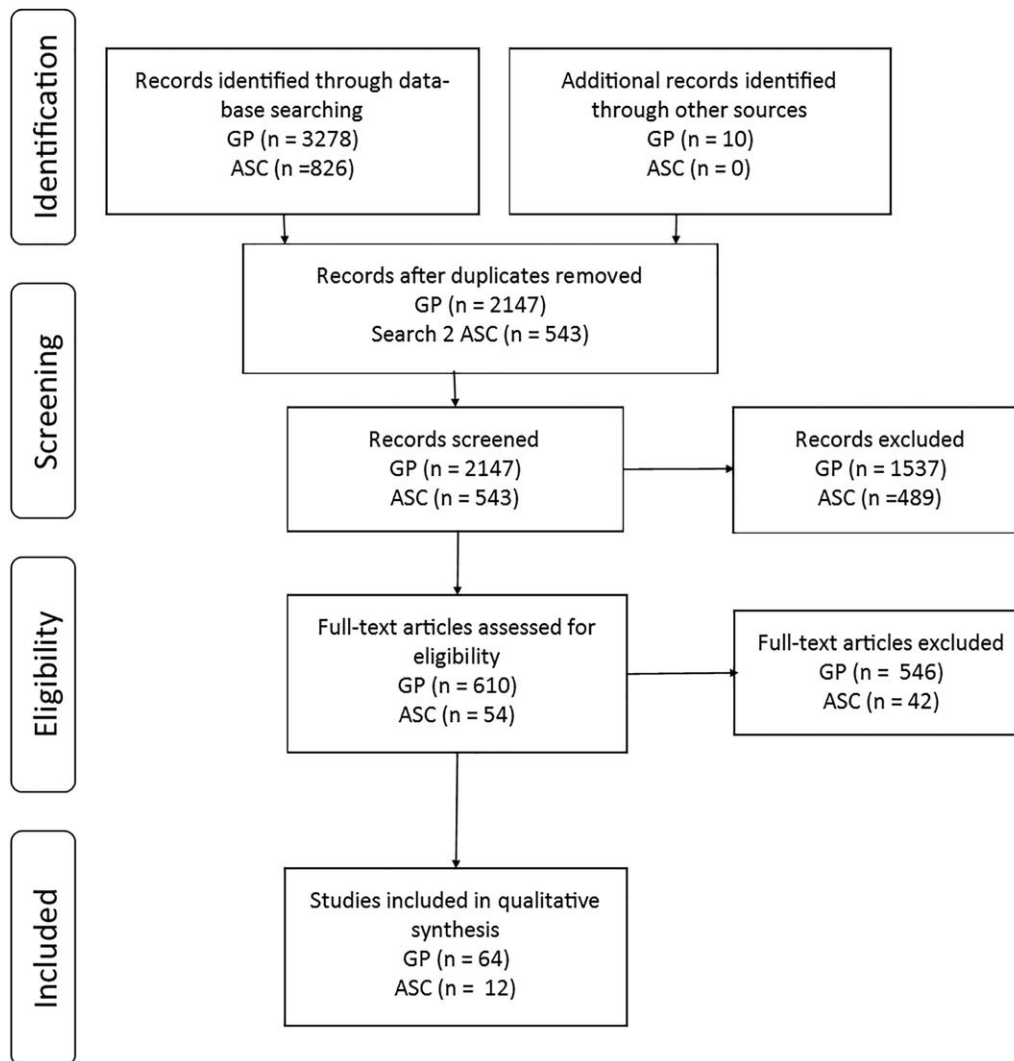 Identification
Records identified through data-
base searching
GP (n = 3278)
ASC (n =826)
Additional records identified
through other sources
GP (n = 10)
ASC (n = 0)
Screening
Records after duplicates removed
GP (n = 2147)
Search 2 ASC (n = 543)
Records screened
GP (n = 2147)
ASC (n = 543)
Records excluded
GP (n = 1537)
ASC (n =489)
Eligibility
Full-text articles assessed for
eligibility
GP (n = 610)
ASC (n = 54)
Full-text articles excluded
GP (n = 546)
ASC (n = 42)
Included
Studies included in qualitative
synthesis
GP (n = 64)
ASC (n = 12)